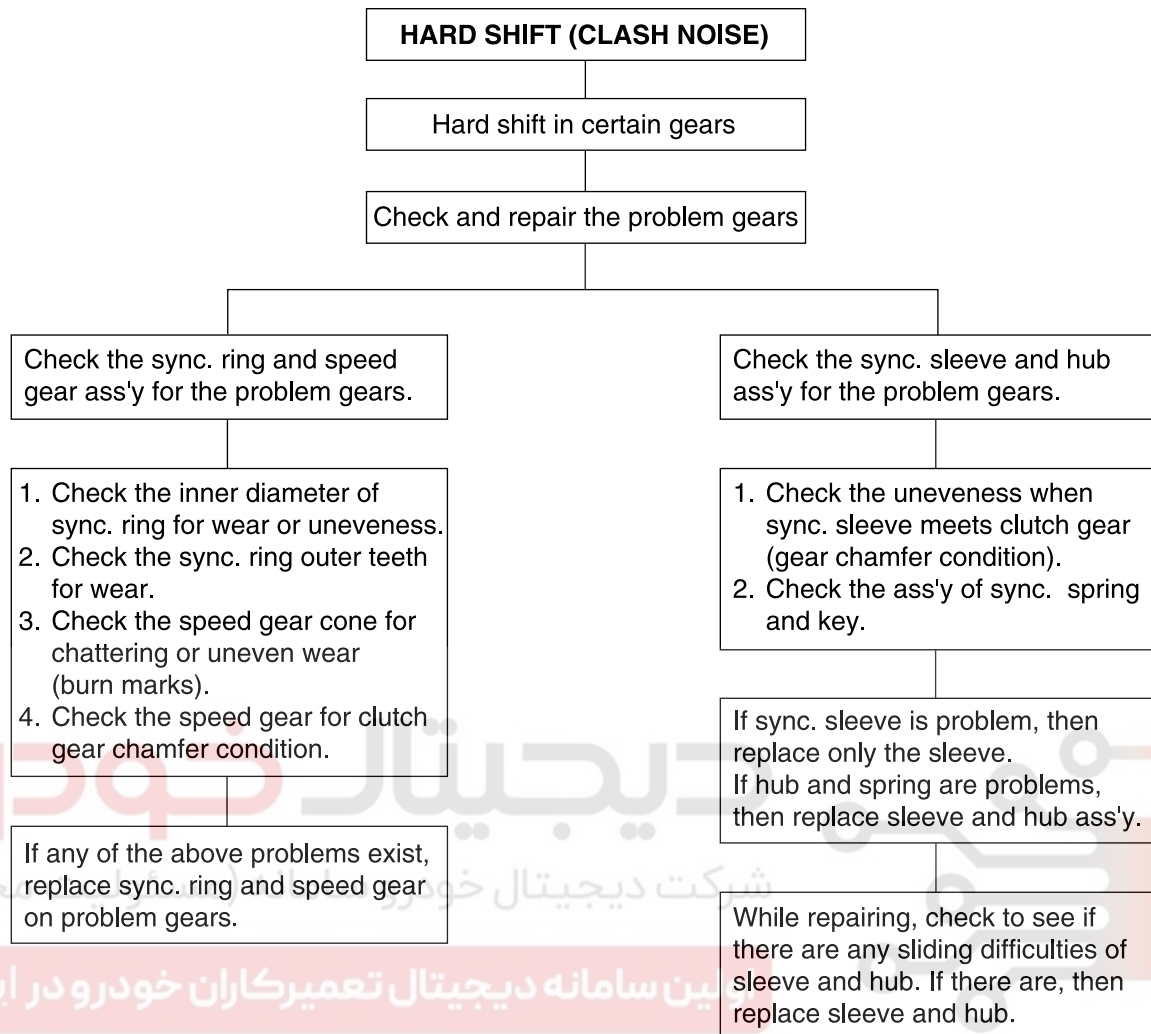 HARD SHIFT (CLASH NOISE)
Hard shift in certain gears
Check and repair the problem gears
Check the sync. ring and speed
gear ass'y for the problem gears.
1. Check the inner diameter of
sync. ring for wear or uneveness.
2. Check the sync. ring outer teeth
for wear.
3. Check the speed gear cone for
chattering or uneven wear
(burn marks).
4. Check the speed gear for clutch
gear chamfer condition.
If any of the above problems exist,
replace sync. ring and speed gear
on problem gears.
Check the sync. sleeve and hub
ass'y for the problem gears.
1. Check the uneveness when
sync. sleeve meets clutch gear
(gear chamfer condition).
2. Check the ass'y of sync. spring
and key.
If sync. sleeve is problem, then
replace only the sleeve.
If hub and spring are problems,
then replace sleeve and hub ass'y.
While repairing, check to see if
there are any sliding difficulties of
sleeve and hub. If there are, then
replace sleeve and hub.
دیجیتال خودرو
شرکت دیجیتال خودرو سامانه
اولین سامانه دیجیتال تعمیرکاران خودرو در